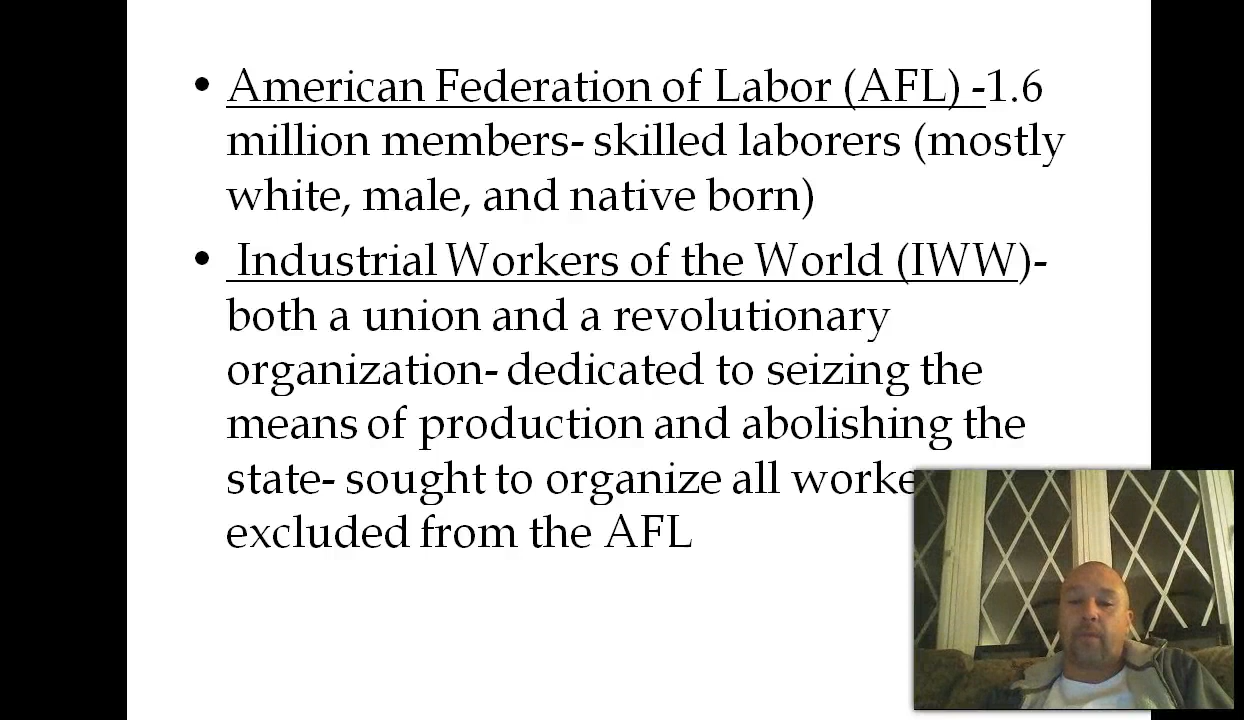 • American Federation of Labor (AFL) -1.6
million members- skilled laborers (mostly
white, male, and native born)
• Industrial Workers of the World (IWW)-
both a union and a revolutionary
organization- dedicated to seizing the
means of production and abolishing the
state- sought to organize all
excluded from the AFL